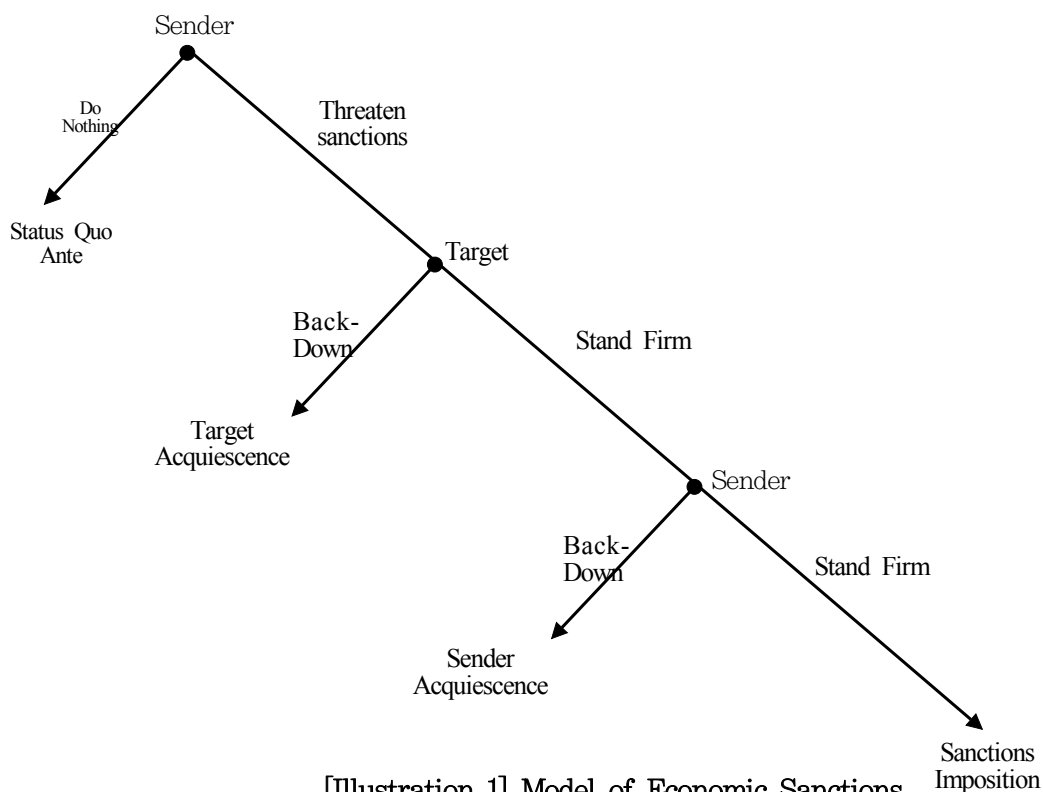 Sender
Do
Nothing
Threaten
sanctions
Status Quo
Ante
Target
Back-
Down
Stand Firm
Target
Acquiescence
Sender
Back-
Down
Stand Firm
Sender
Acquiescence
Sanctions
Imposition
[Illustration 1] Model of Economic Sanctions